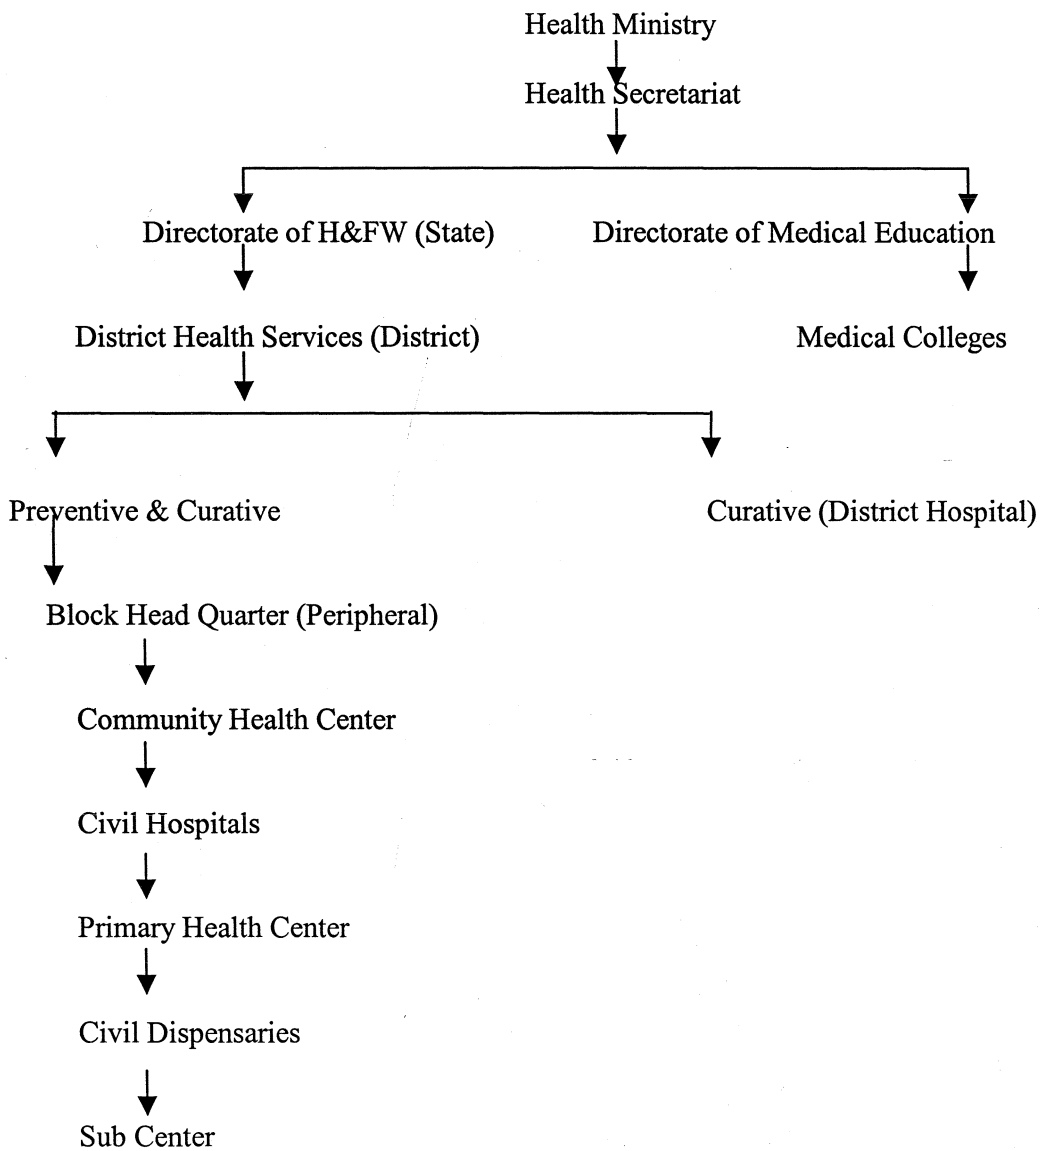 Health Ministry
Health Secretariat
Directorate of H&FW (State) Directorate of Medical Education
District Health Services (District) Medical Colleges
Preventive & Curative Curative (District Hospital)
Block Head Quarter (Peripheral)
Community Health Center
Civil Hospitals
Primary Health Center
Civil Dispensaries
Sub Center